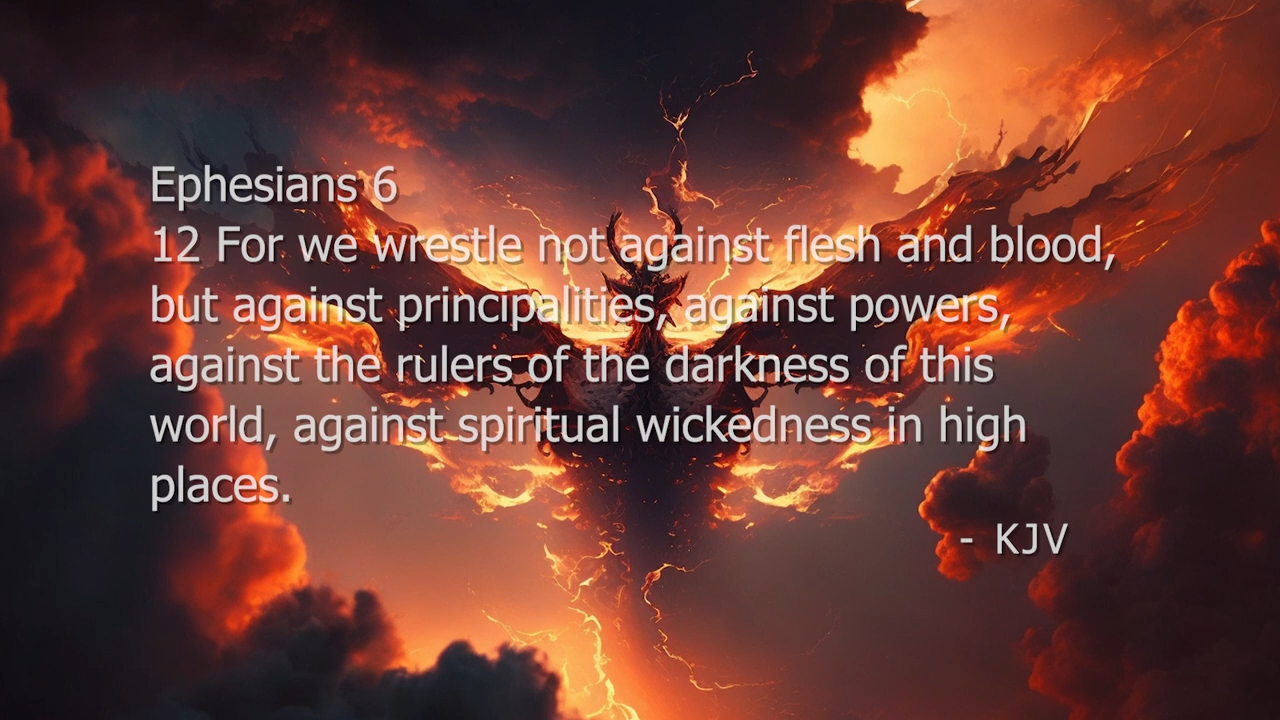 Ephesians 6
12 For we wrestle not against flesh and blood,
but against principalities, against powers,
against the rulers of the darkness of this
world, against spiritual wickedness in high
places.
- KJV